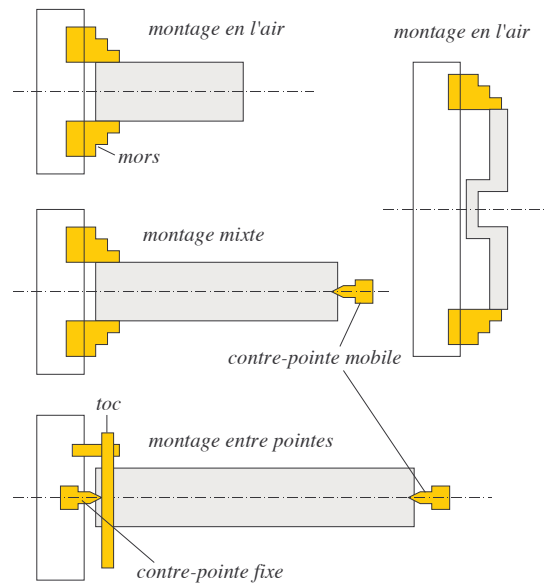 montage en l'air
montage en l'air
mors
montage mixte
contre-pointe mobile
toc
montage entre pointes
contre-pointe fixe